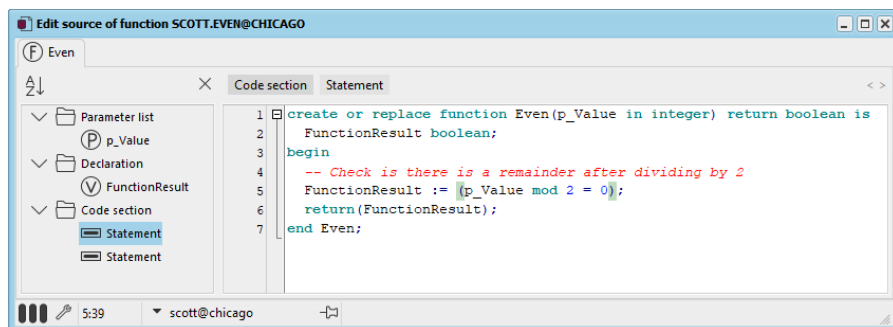 Edit source of function SCOTT.EVEN@CHICAGO
F Even
A
Z
Code section Statement
< >
Parameter list
P p_Value
Declaration
V FunctionResult
Code section
Statement
Statement
1 create or replace function Even(p_Value in integer) return boolean is
2 FunctionResult boolean;
3 begin
4 -- Check is there is a remainder after dividing by 2
5 FunctionResult := (p_Value mod 2 = 0);
6 return(FunctionResult);
7 end Even;
5:39 scott@chicago